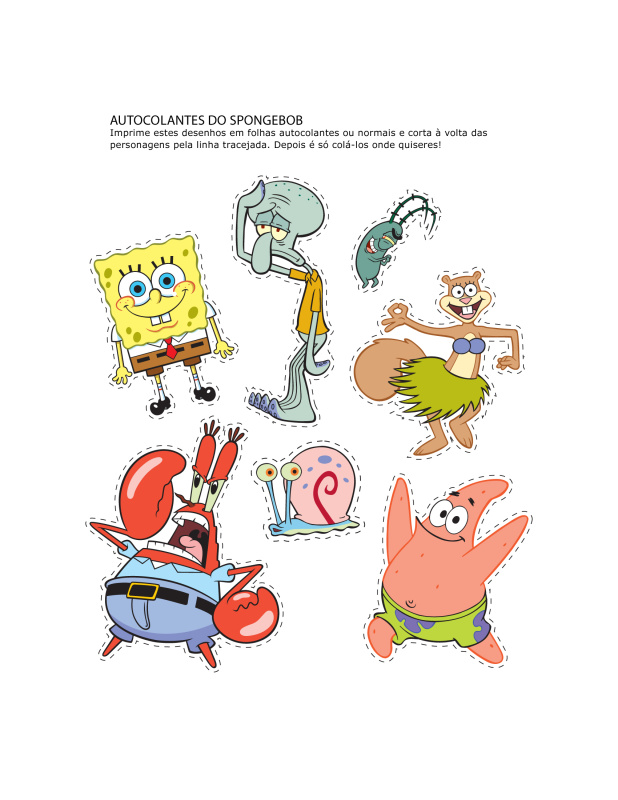 AUTOCOLANTES DO SPONGEBOB
Imprime estes desenhos em folhas autocolantes ou normais e corta à volta das
personagens pela linha tracejada. Depois é só colá-los onde quiseres!